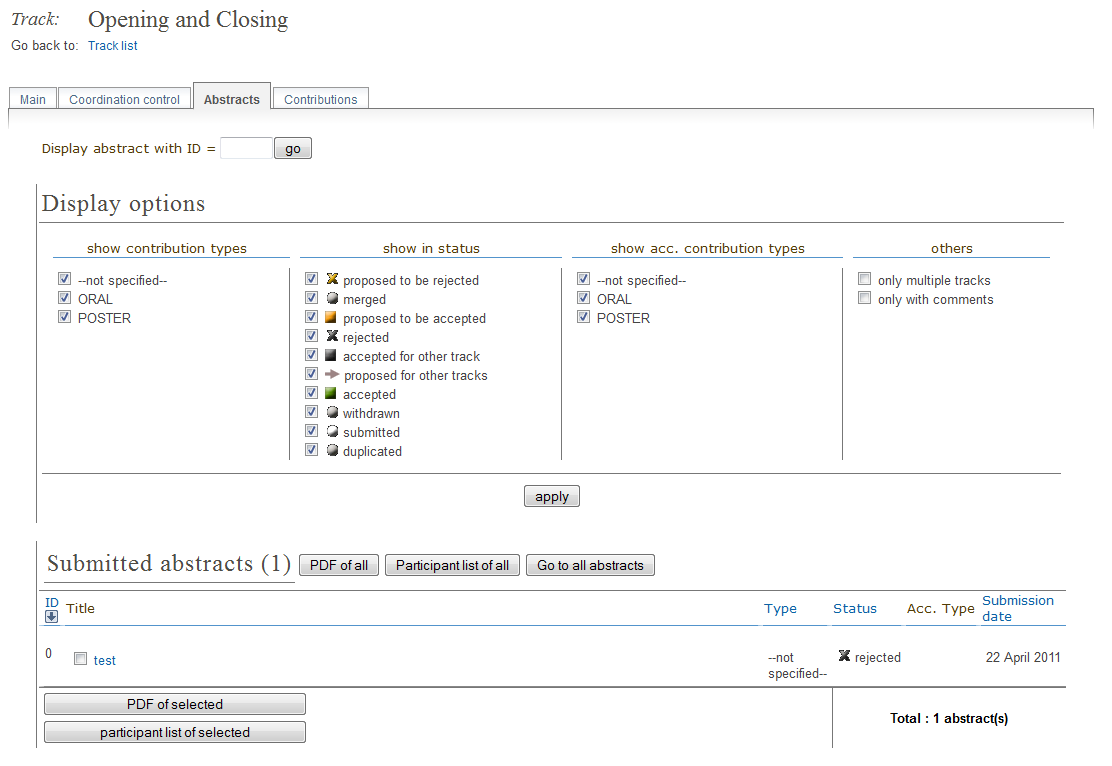 Track: Opening and Closing
Go back to: Track list
Main Coordination control Abstracts Contributions
Display abstract with ID = go
Display options
show contribution types show in status show acc. contribution types others
--not specified-- proposed to be rejected --not specified-- only multiple tracks
ORAL merged ORAL only with comments
POSTER proposed to be accepted POSTER
rejected
accepted for other track
proposed for other tracks
accepted
withdrawn
submitted
duplicated
apply
Submitted abstracts (1) PDF of all Participant list of all Go to all abstracts
ID Title Type Status Acc. Type Submission
date
0 test --not rejected 22 April 2011
specified--
PDF of selected
participant list of selected
Total : 1 abstract(s)